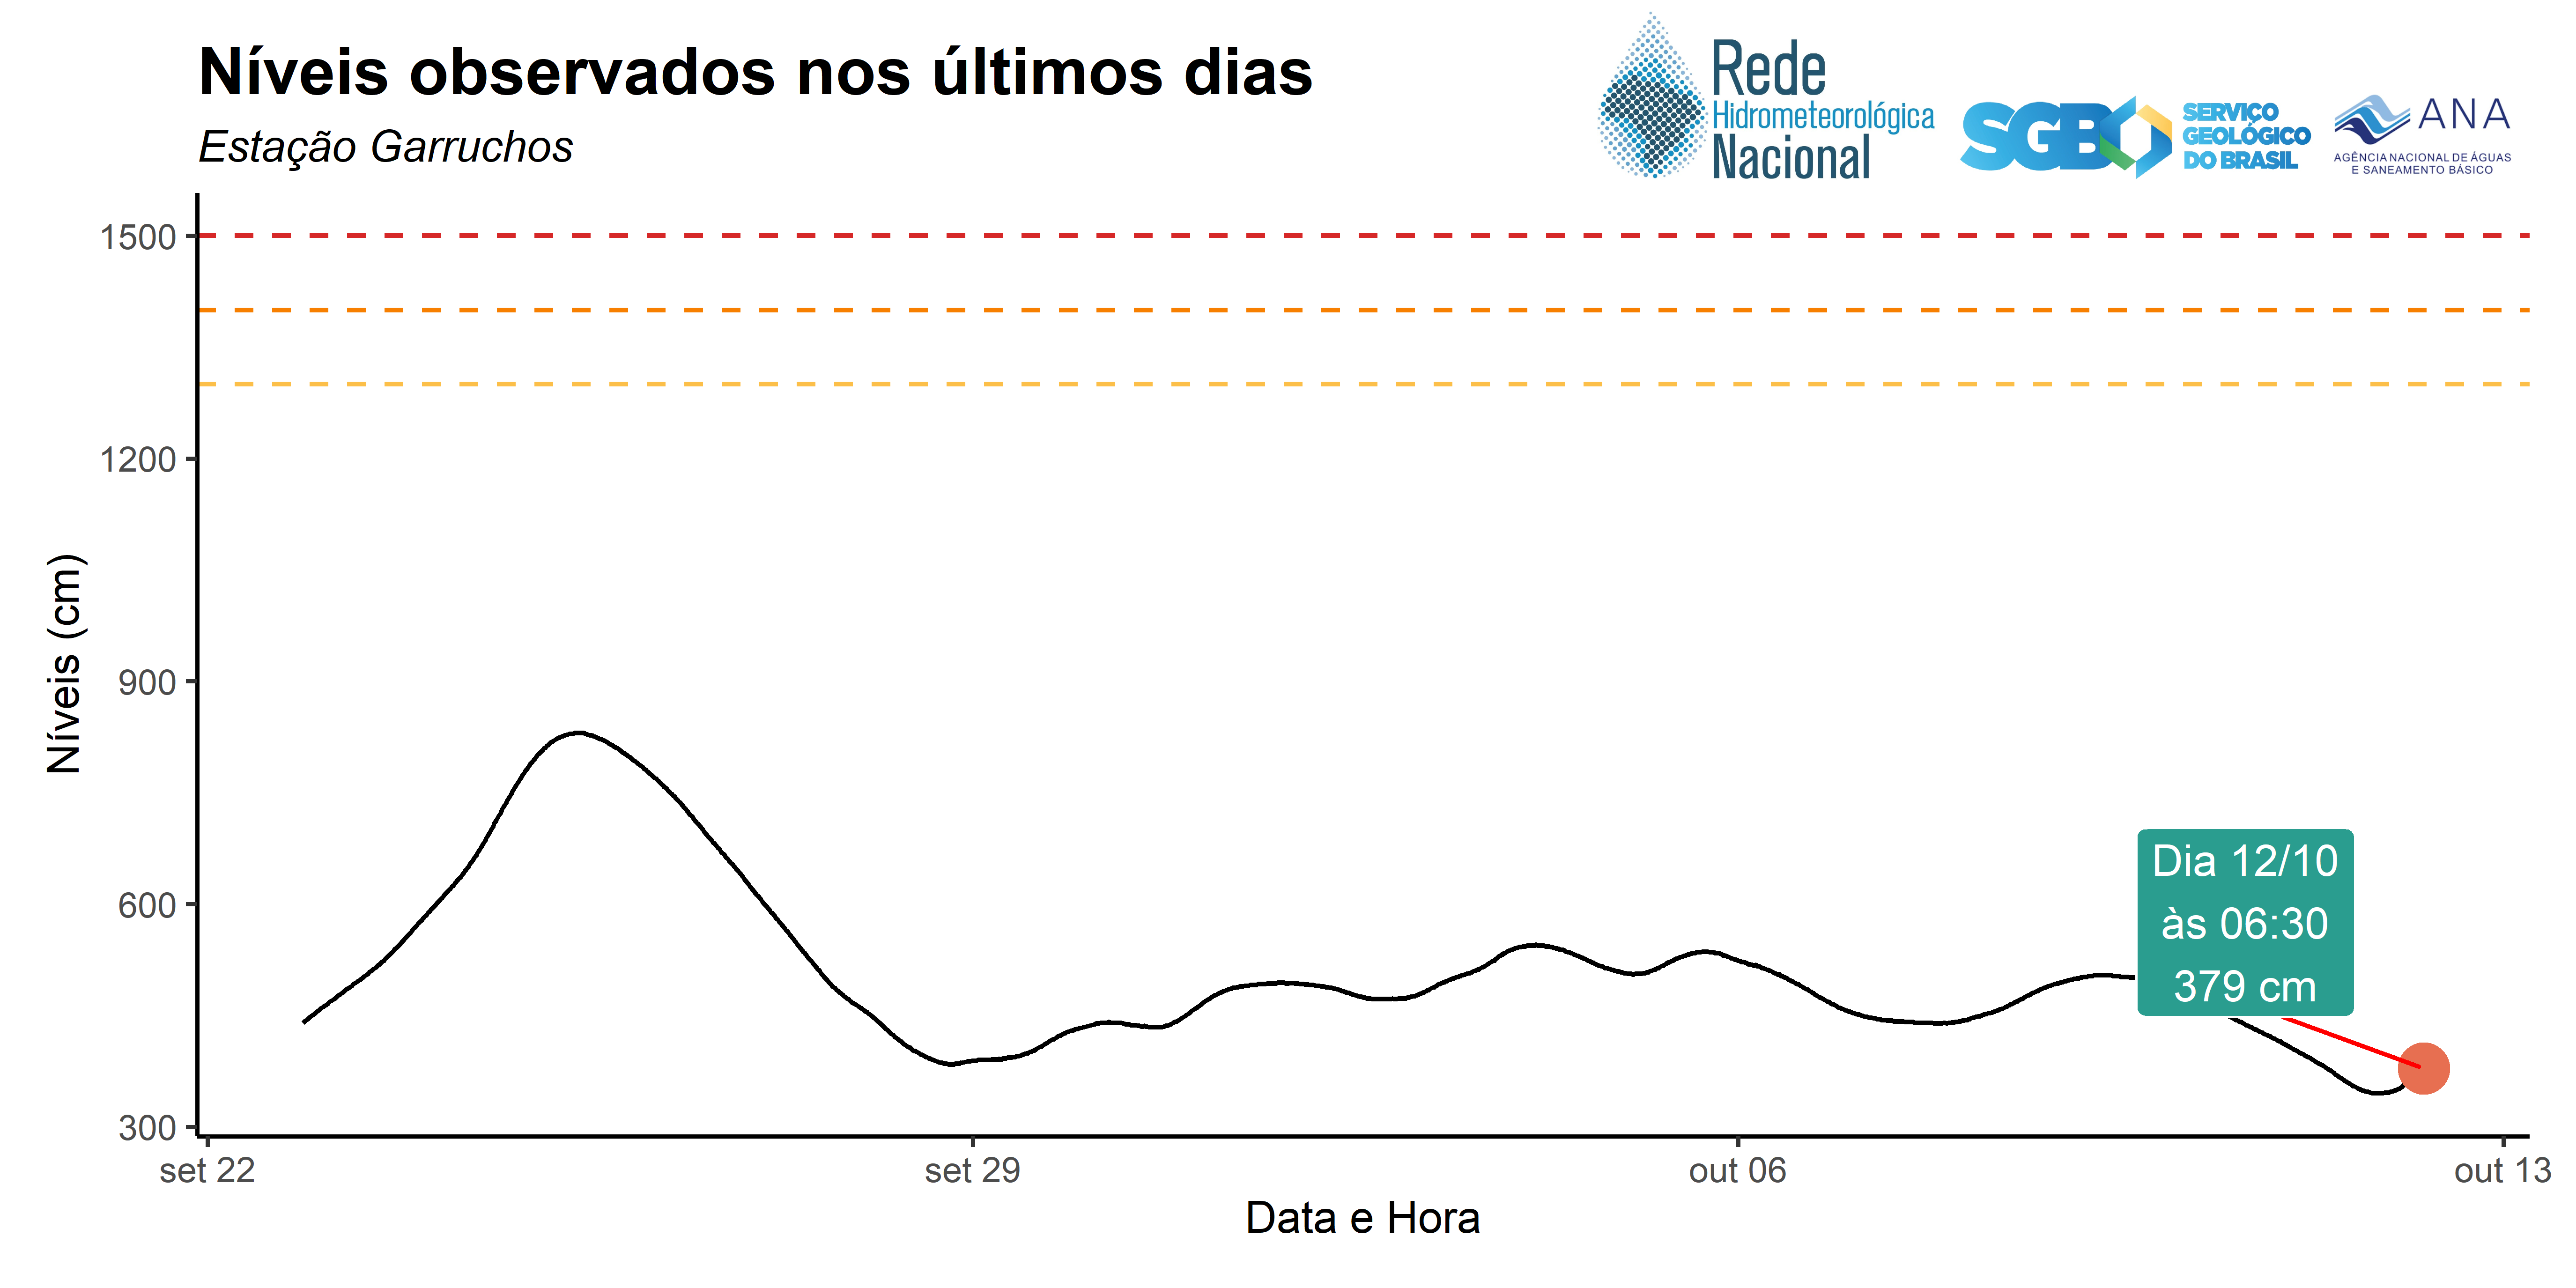 Níveis observados nos últimos dias
Estação Garruchos
Rede
Hidrometeorológica
Nacional
SGB
SERVIÇO
GEOLÓGICO
DO BRASIL
ANA
AGÊNCIA NACIONAL DE ÁGUAS
E SANEAMENTO BÁSICO
1500
1200
900
600
300
Níveis (cm)
Dia 12/10
às 06:30
379 cm
set 22
set 29
out 06
out 13
Data e Hora